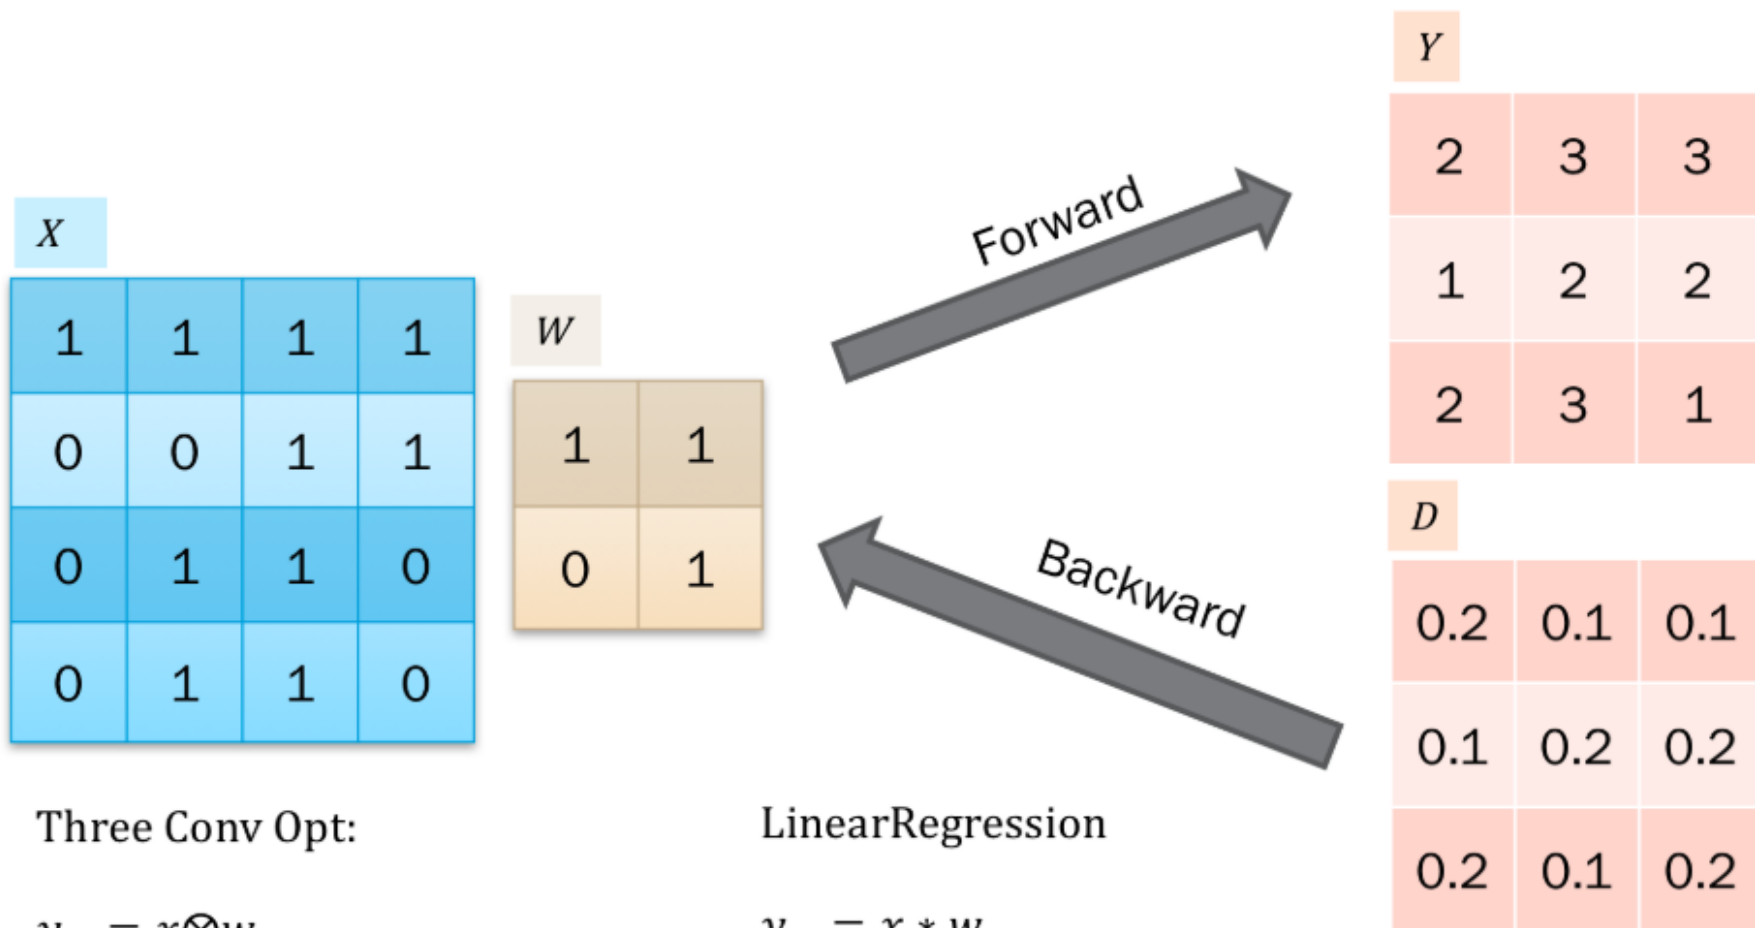 X
1 1 1 1
0 0 1 1
0 1 1 0
0 1 1 0
W
1 1
0 1
Forward
Backward
Y
2 3 3
1 2 2
2 3 1
D
0.2 0.1 0.1
0.1 0.2 0.2
0.2 0.1 0.2
Three Conv Opt:
LinearRegression